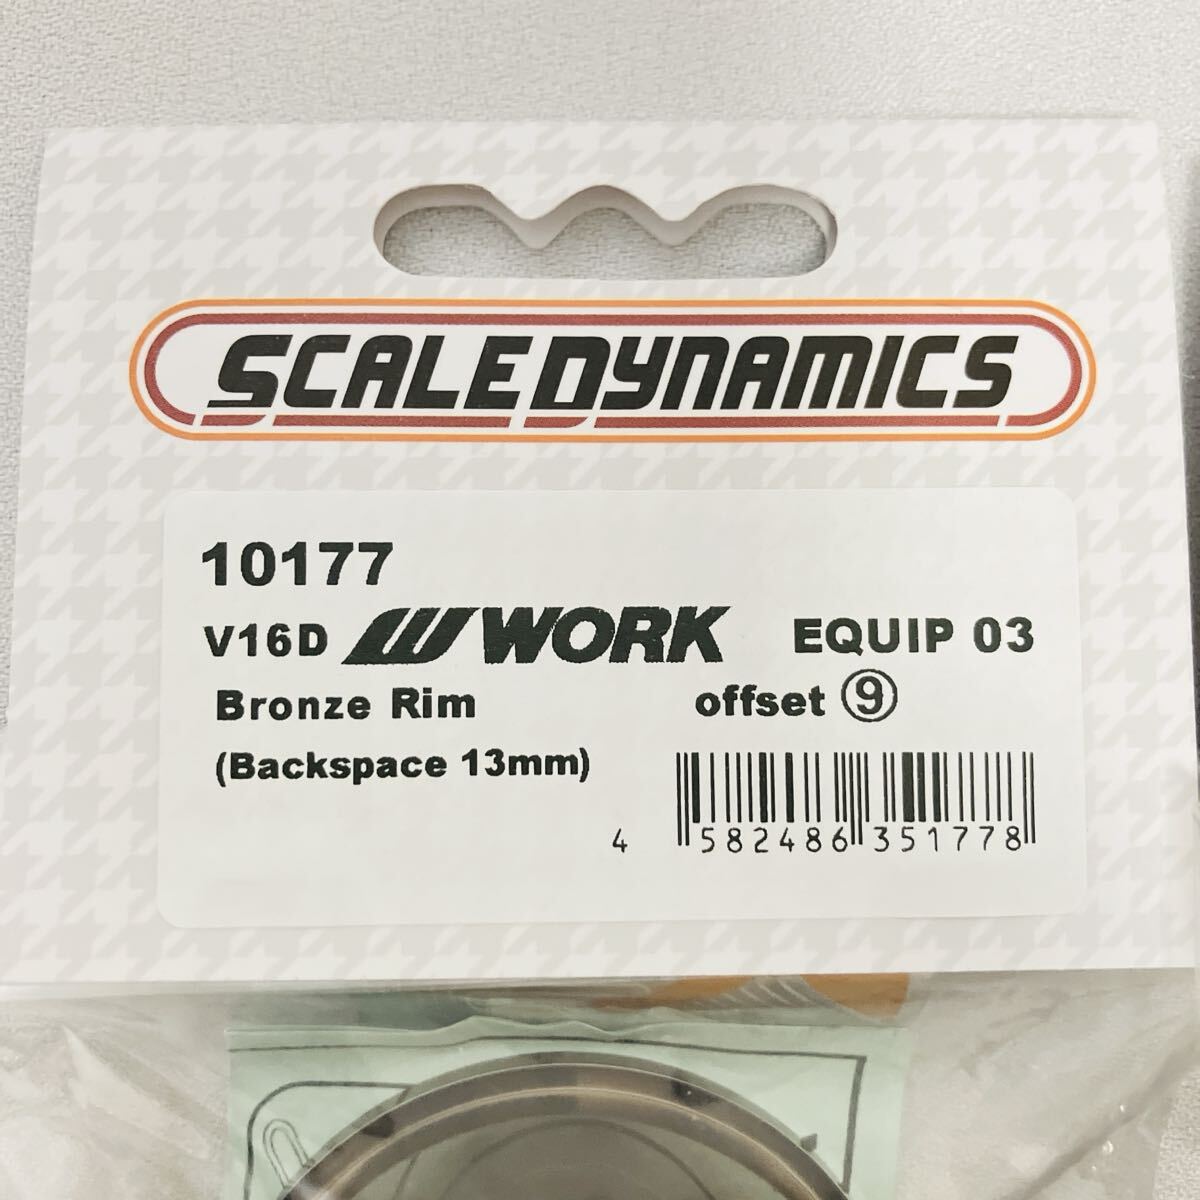 SCALEDYNAMICS
10177
V16D WORK EQUIP 03
Bronze Rim offset ⑨
(Backspace 13mm)
4 582486 351778